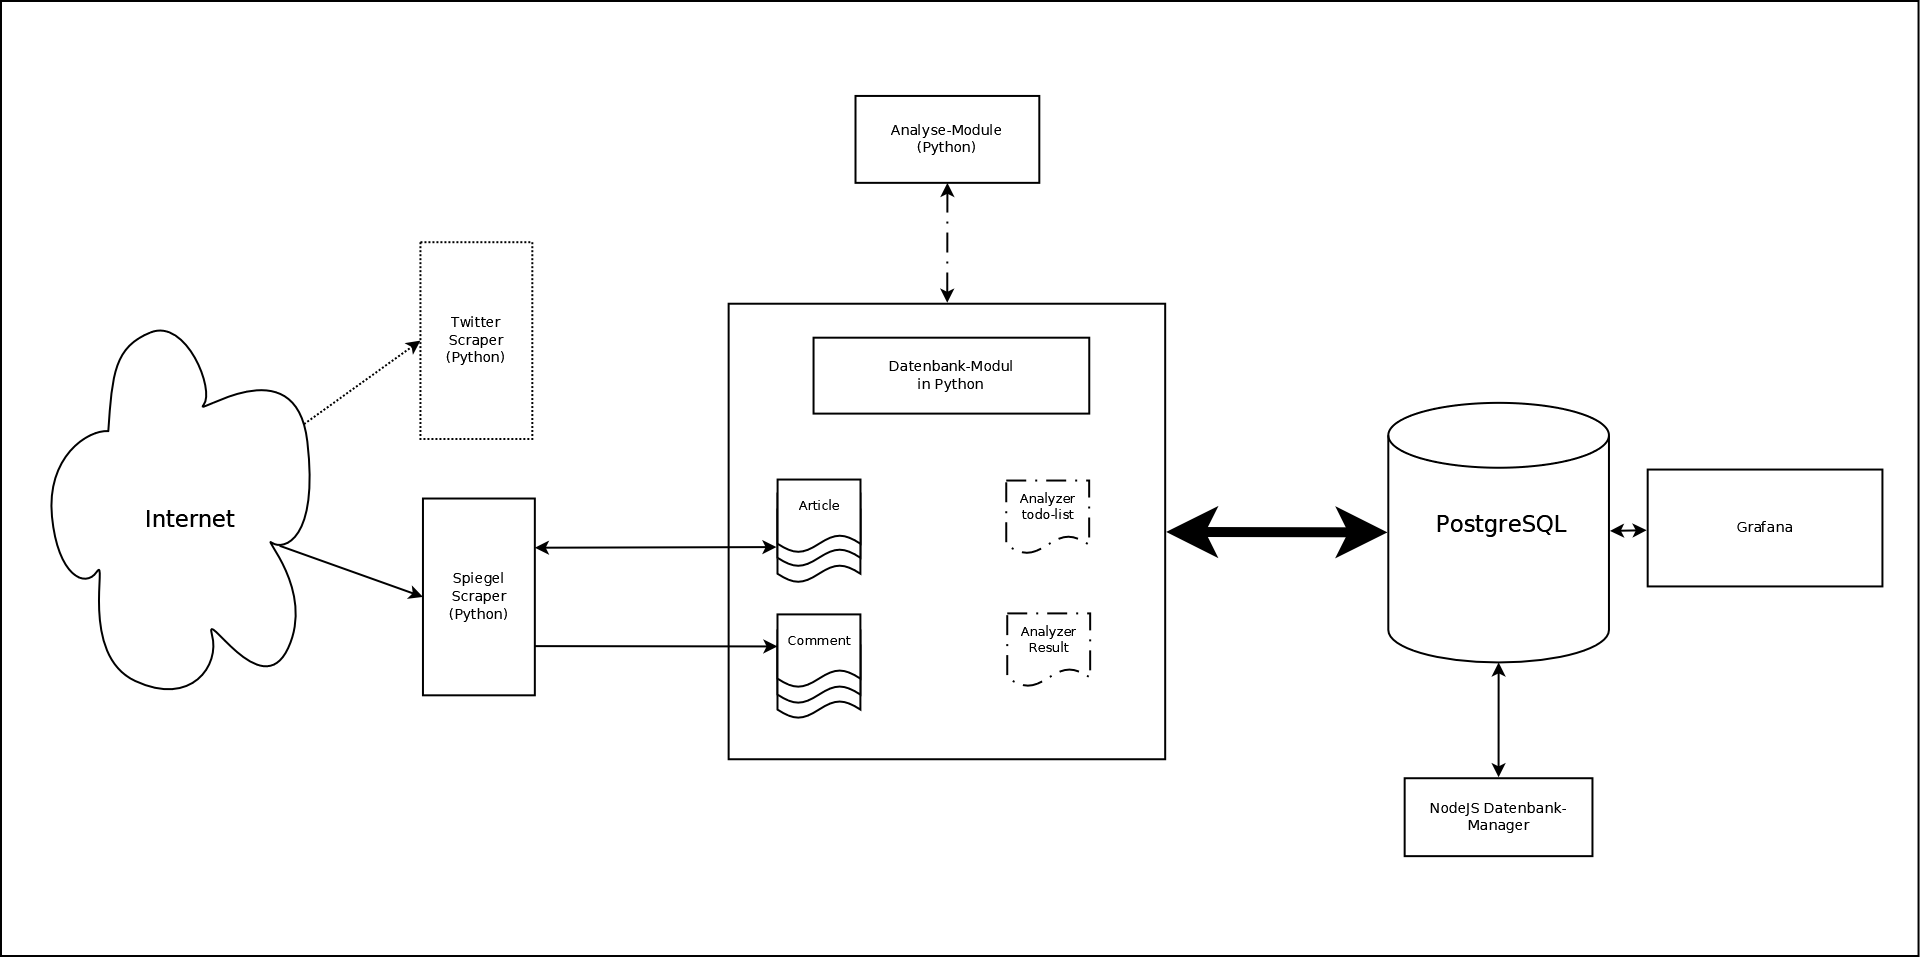 Analyse-Module
(Python)
Twitter
Scraper
(Python)
Internet
Spiegel
Scraper
(Python)
Datenbank-Modul
in Python
Article
Analyzer
todo-list
Comment
Analyzer
Result
PostgreSQL
Grafana
NodeJS Datenbank-
Manager